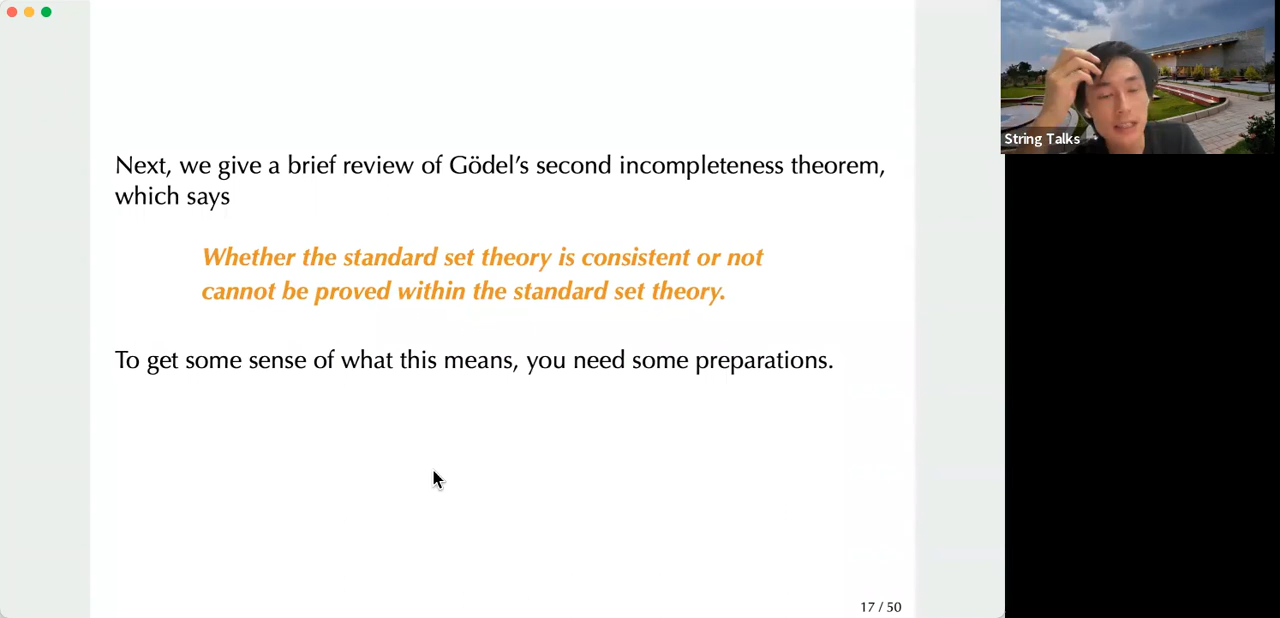 Next, we give a brief review of Gödel’s second incompleteness theorem,
which says
Whether the standard set theory is consistent or not
cannot be proved within the standard set theory.
To get some sense of what this means, you need some preparations.
17 / 50
String Talks